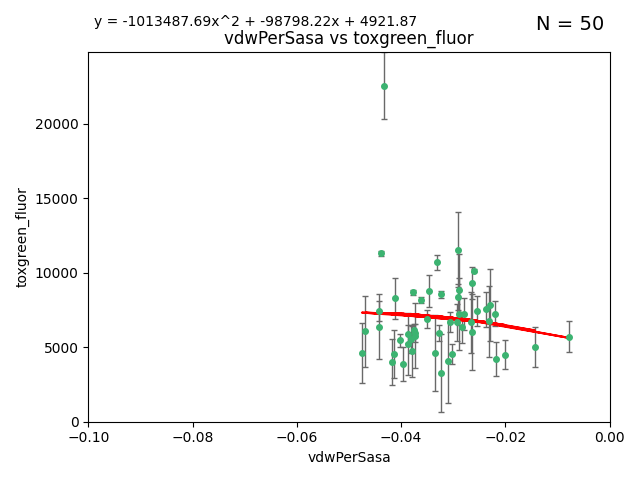 y = -1013487.69x^2 + -98798.22x + 4921.87
N = 50
vdwPerSasa vs toxgreen_fluor
toxgreen_fluor
20000
15000
10000
5000
0
−0.10 −0.08 −0.06 −0.04 −0.02 0.00
vdwPerSasa